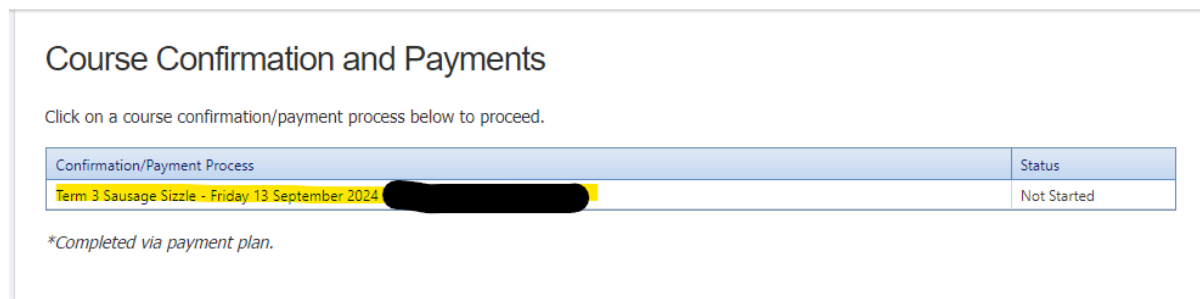 Course Confirmation and Payments
Click on a course confirmation/payment process below to proceed.
Confirmation/Payment Process Status
Term 3 Sausage Sizzle - Friday 13 September 2024 Not Started
*Completed via payment plan.